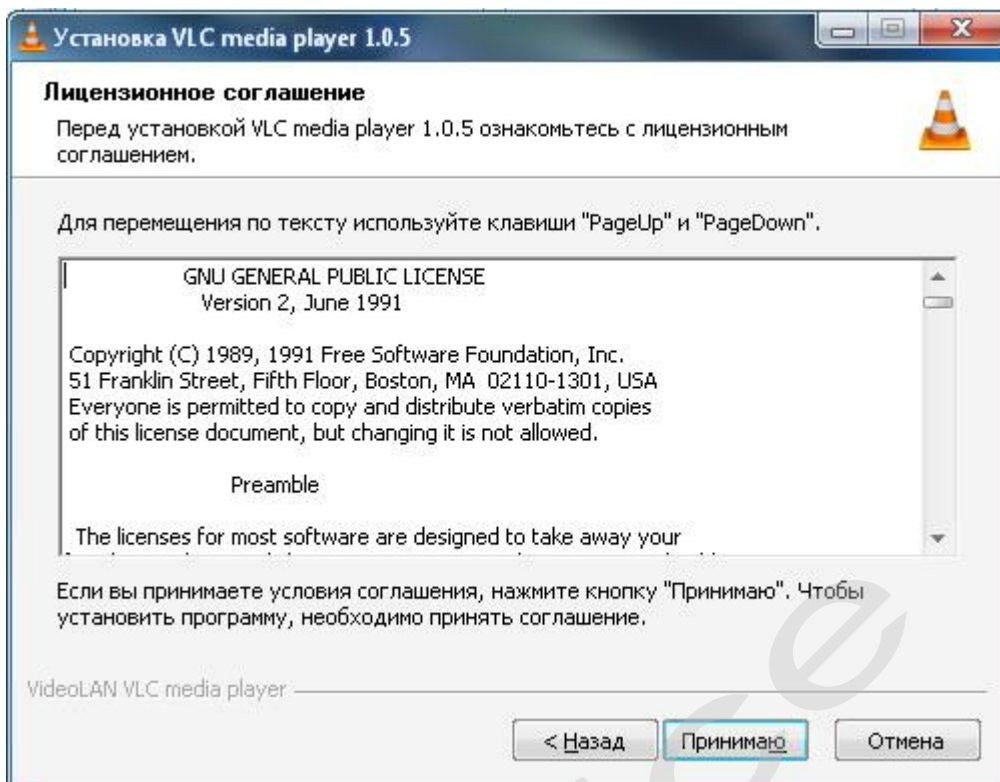 Установка VLC media player 1.0.5
Лицензионное соглашение
Перед установкой VLC media player 1.0.5 ознакомьтесь с лицензионным
соглашением.
Для перемещения по тексту используйте клавиши "PageUp" и "PageDown".
GNU GENERAL PUBLIC LICENSE
Version 2, June 1991
Copyright (C) 1989, 1991 Free Software Foundation, Inc.
51 Franklin Street, Fifth Floor, Boston, MA  02110-1301, USA
Everyone is permitted to copy and distribute verbatim copies
of this license document, but changing it is not allowed.
Preamble
The licenses for most software are designed to take away your
Если вы принимаете условия соглашения, нажмите кнопку "Принимаю". Чтобы
установить программу, необходимо принять соглашение.
VideoLAN VLC media player
< Назад Принимаю Отмена